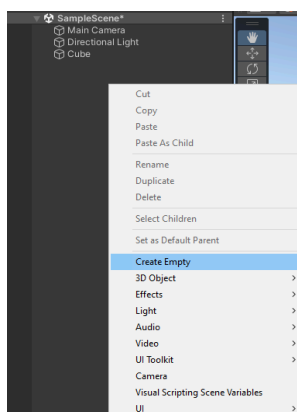 SampleScene*
Main Camera
Directional Light
Cube
Cut
Copy
Paste
Paste As Child
Rename
Duplicate
Delete
Select Children
Set as Default Parent
Create Empty
3D Object
Effects
Light
Audio
Video
UI Toolkit
Camera
Visual Scripting Scene Variables
UI